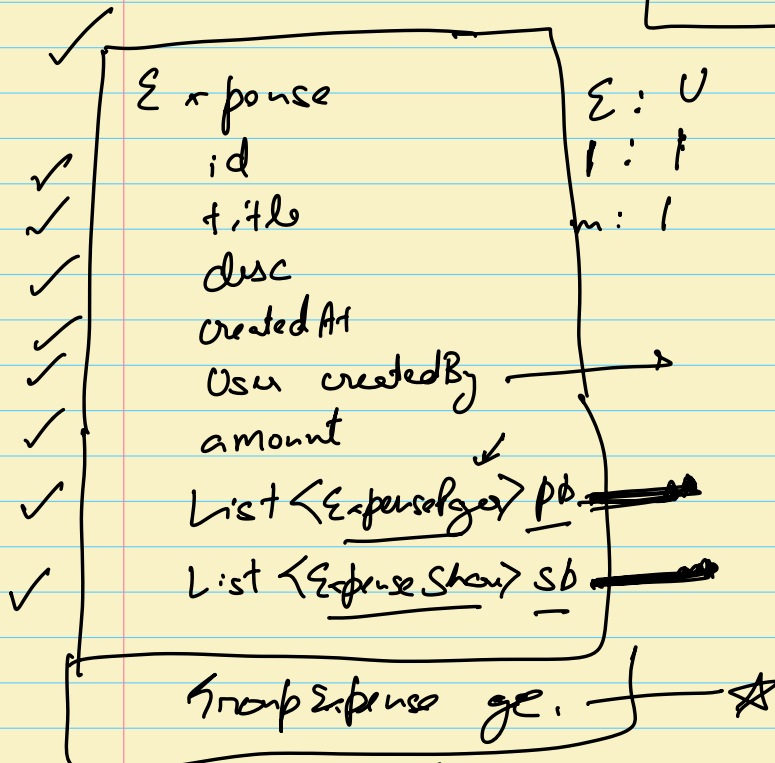 Expense E : U
id 1 : 1
title m : 1
desc
createdAt
User createdBy
amount
List <ExpensePayer> pb
List <ExpenseShare> sb
GroupExpense ge.